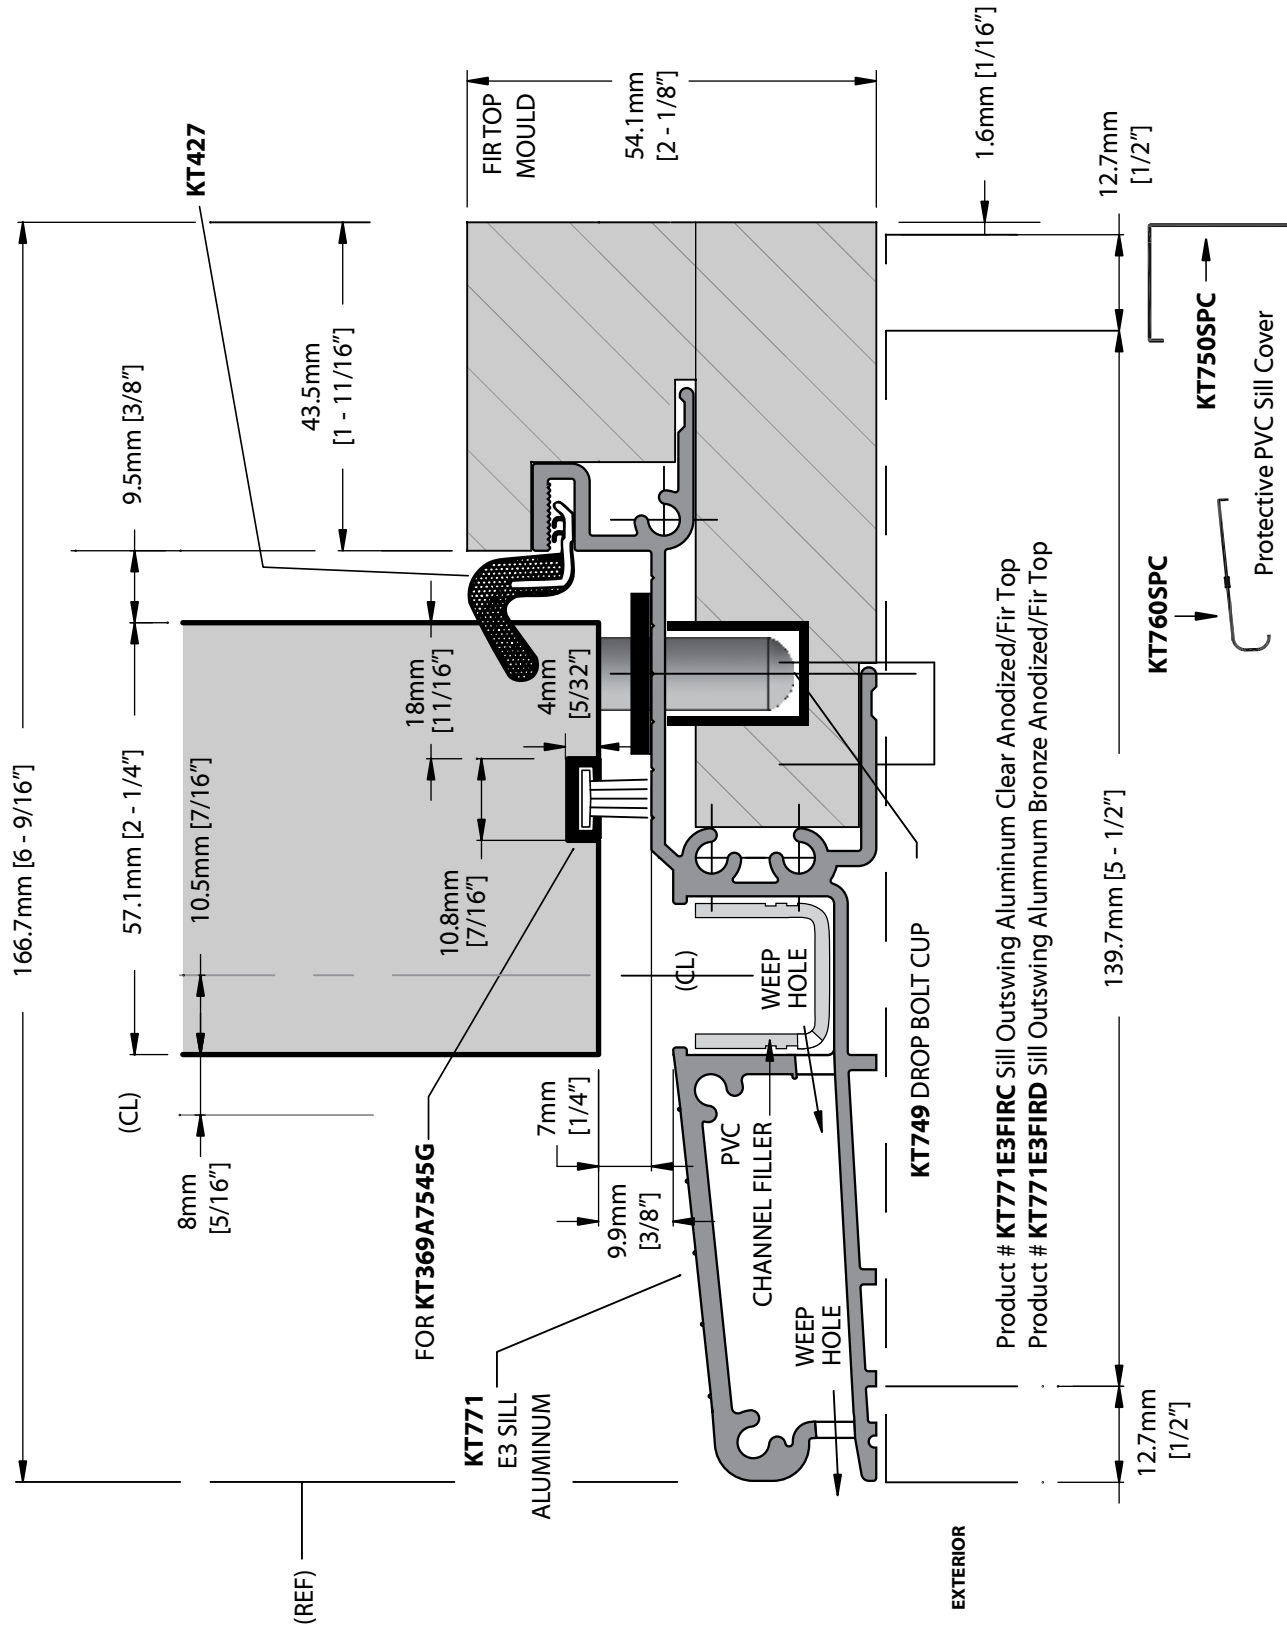 166.7mm [6 - 9/16"]
57.1mm [2 - 1/4"]
9.5mm [3/8"]
KT427
(CL)
10.5mm [7/16"]
8mm
[5/16"]
43.5mm
[1 - 11/16"]
(REF)
18mm
[11/16"]
10.8mm
[7/16"]
4mm
[5/32"]
FOR KT369A7545G
FIR TOP
MOULD
KT771
E3 SILL
ALUMINUM
7mm
[1/4"]
9.9mm
[3/8"]
54.1mm
[2 - 1/8"]
(CL)
PVC
CHANNEL FILLER
WEEP
HOLE
WEEP
HOLE
KT749 DROP BOLT CUP
EXTERIOR
1.6mm [1/16"]
Product # KT771E3FIRC Sill Outswing Aluminum Clear Anodized/Fir Top
Product # KT771E3FIRD Sill Outswing Alumnum Bronze Anodized/Fir Top
12.7mm
[1/2"]
139.7mm [5 - 1/2"]
12.7mm
[1/2"]
KT760SPC
KT750SPC
Protective PVC Sill Cover